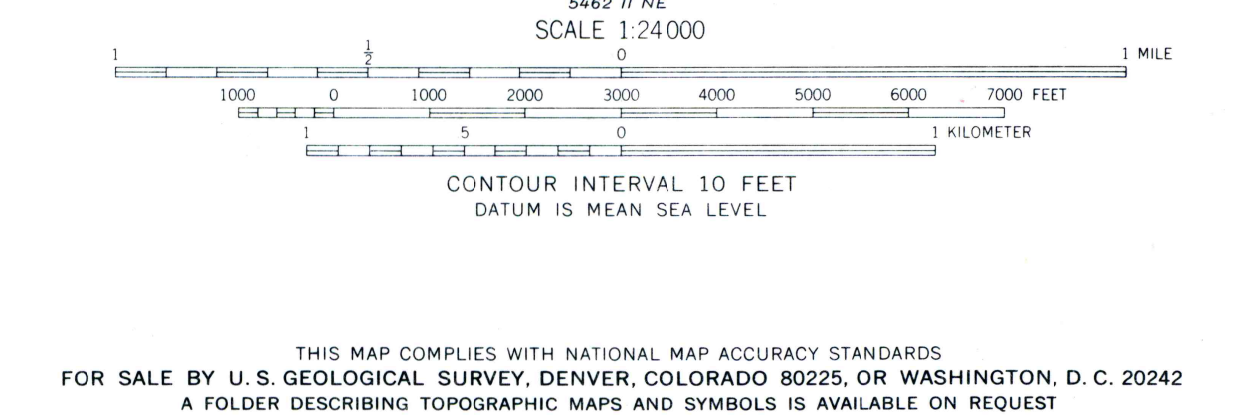 5462 II NE
SCALE 1:24000
1 ½ 0 1 MILE
1000 0 1000 2000 3000 4000 5000 6000 7000 FEET
1 5 0 1 KILOMETER
CONTOUR INTERVAL 10 FEET
DATUM IS MEAN SEA LEVEL
THIS MAP COMPLIES WITH NATIONAL MAP ACCURACY STANDARDS
FOR SALE BY U. S. GEOLOGICAL SURVEY, DENVER, COLORADO 80225, OR WASHINGTON, D. C. 20242
A FOLDER DESCRIBING TOPOGRAPHIC MAPS AND SYMBOLS IS AVAILABLE ON REQUEST